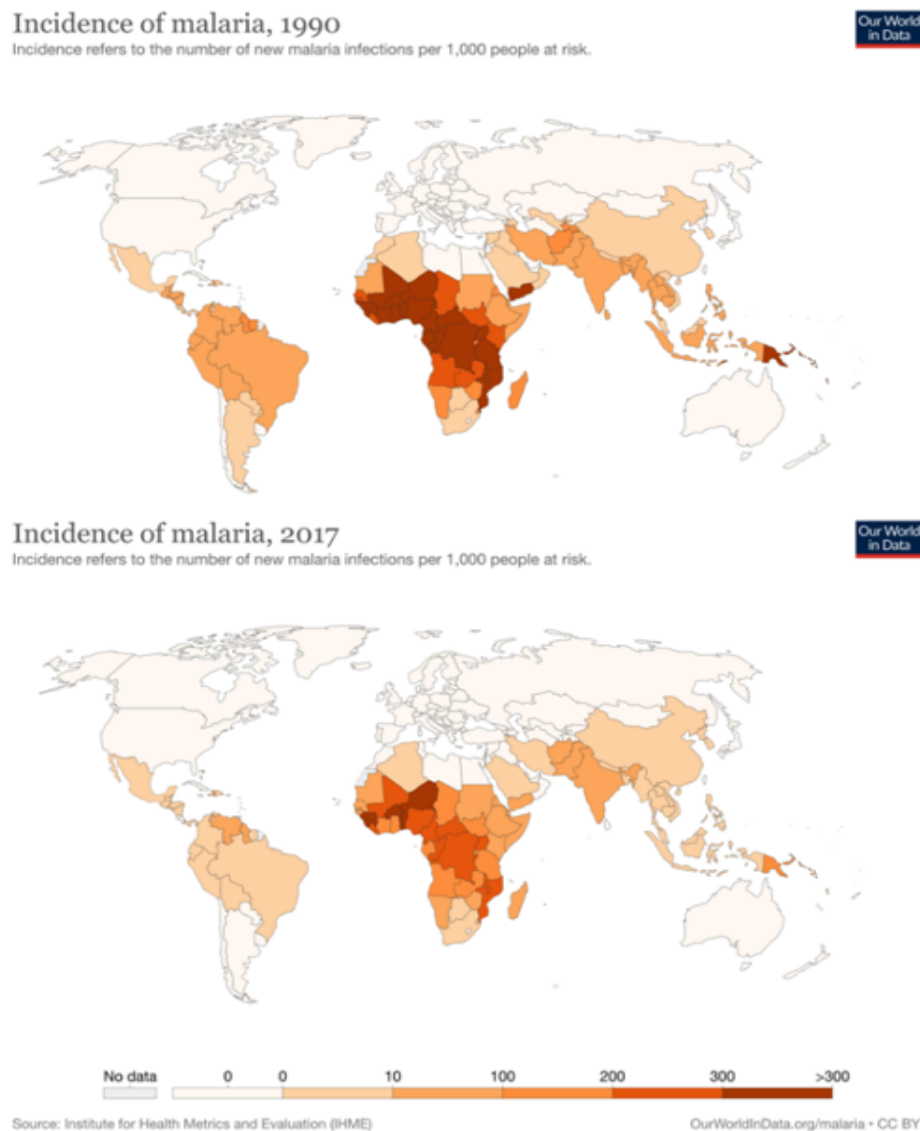 Incidence of malaria, 1990
Incidence refers to the number of new malaria infections per 1,000 people at risk.
Our World
in Data
Incidence of malaria, 2017
Incidence refers to the number of new malaria infections per 1,000 people at risk.
Our World
in Data
No data 0 0 10 100 200 300 >300
Source: Institute for Health Metrics and Evaluation (IHME)
OurWorldInData.org/malaria • CC BY